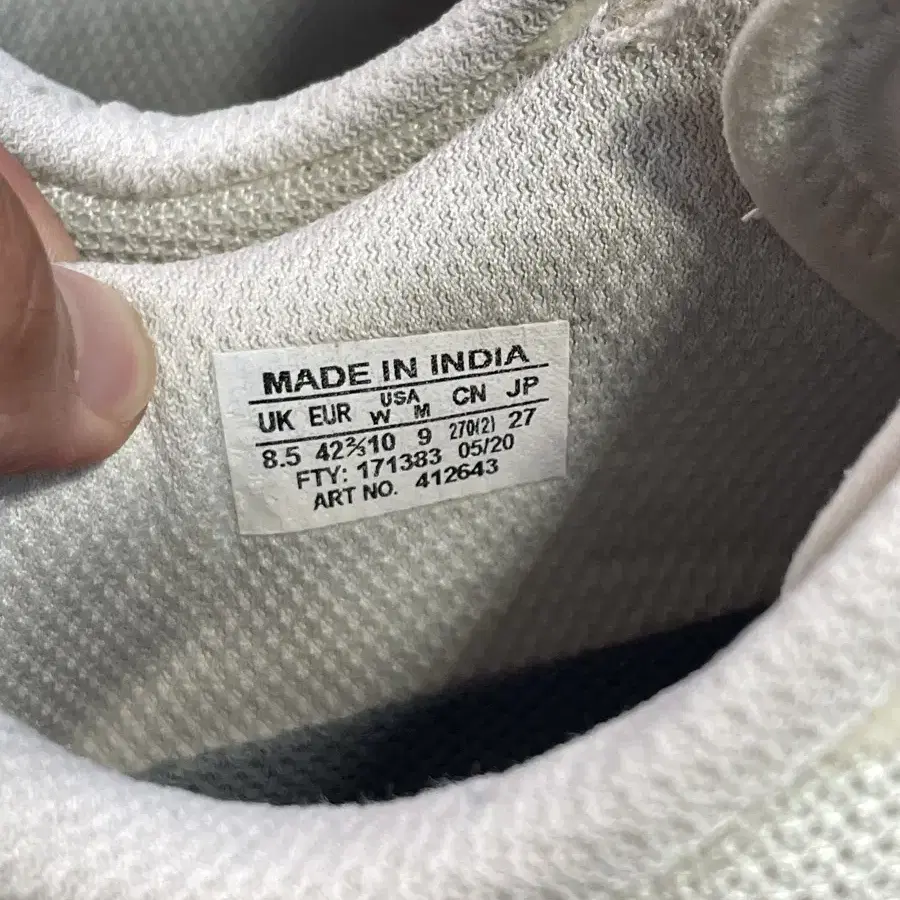 MADE IN INDIA
USA
UK EUR W M CN JP
8.5 42⅔ 10 9 270(2) 27
FTY: 171383 05/20
ART NO. 412643